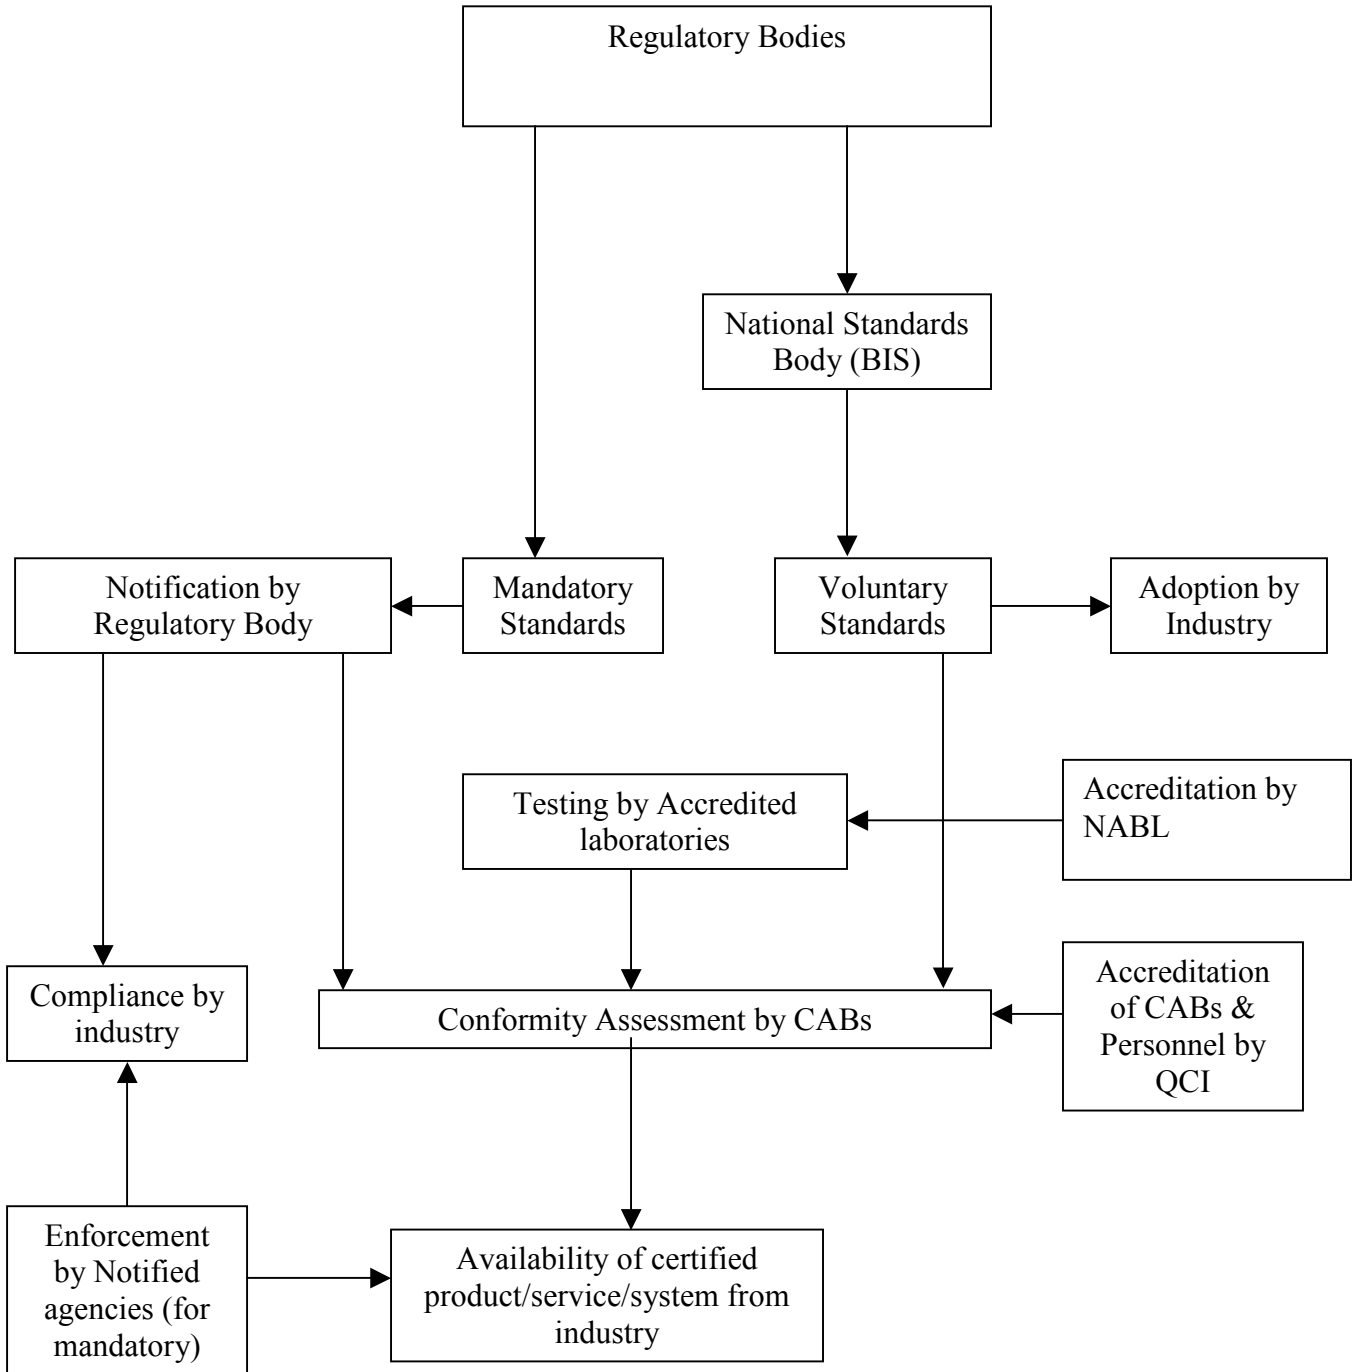 Regulatory Bodies
National Standards
Body (BIS)
Notification by
Regulatory Body
Mandatory
Standards
Voluntary
Standards
Adoption by
Industry
Testing by Accredited
laboratories
Accreditation by
NABL
Compliance by
industry
Conformity Assessment by CABs
Accreditation
of CABs &
Personnel by
QCI
Enforcement
by Notified
agencies (for
mandatory)
Availability of certified
product/service/system from
industry